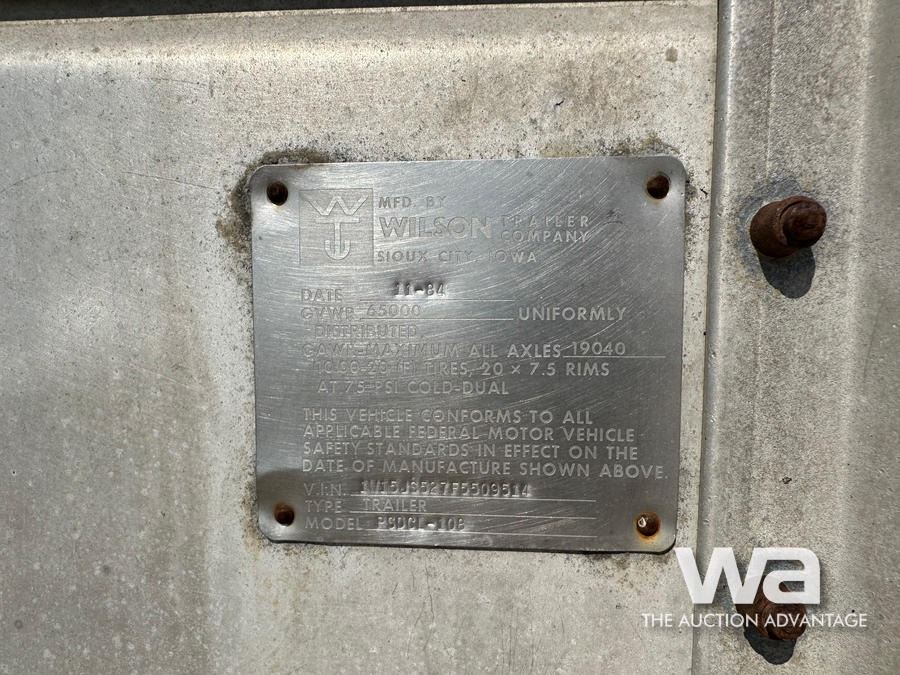 MFD. BY
WILSON TRAILER COMPANY
SIOUX CITY, IOWA
DATE 11-84
GVWR 65000 UNIFORMLY
DISTRIBUTED.
GAWR-MAXIMUM ALL AXLES 19040
10:00-20 (F) TIRES, 20 × 7.5 RIMS
AT 75 PSI COLD-DUAL
THIS VEHICLE CONFORMS TO ALL
APPLICABLE FEDERAL MOTOR VEHICLE
SAFETY STANDARDS IN EFFECT ON THE
DATE OF MANUFACTURE SHOWN ABOVE.
V.I.N.
TYPE TRAILER
MODEL
wa
THE AUCTION ADVANTAGE